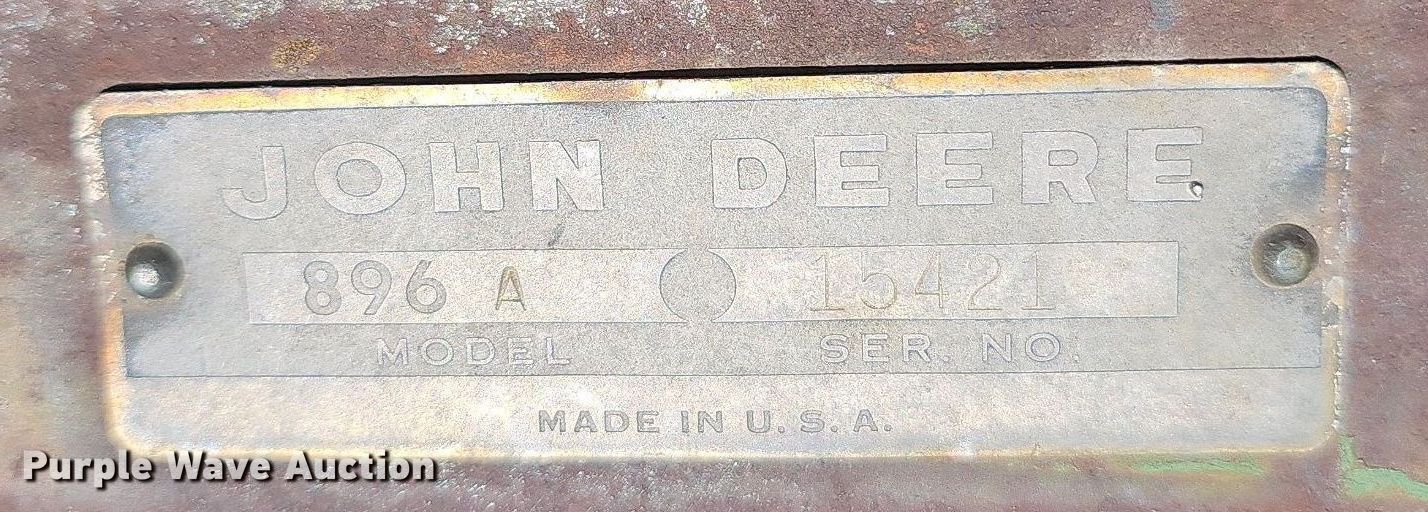 JOHN DEERE
896 A 15421
MODEL SER. NO.
MADE IN U. S. A.
Purple Wave Auction